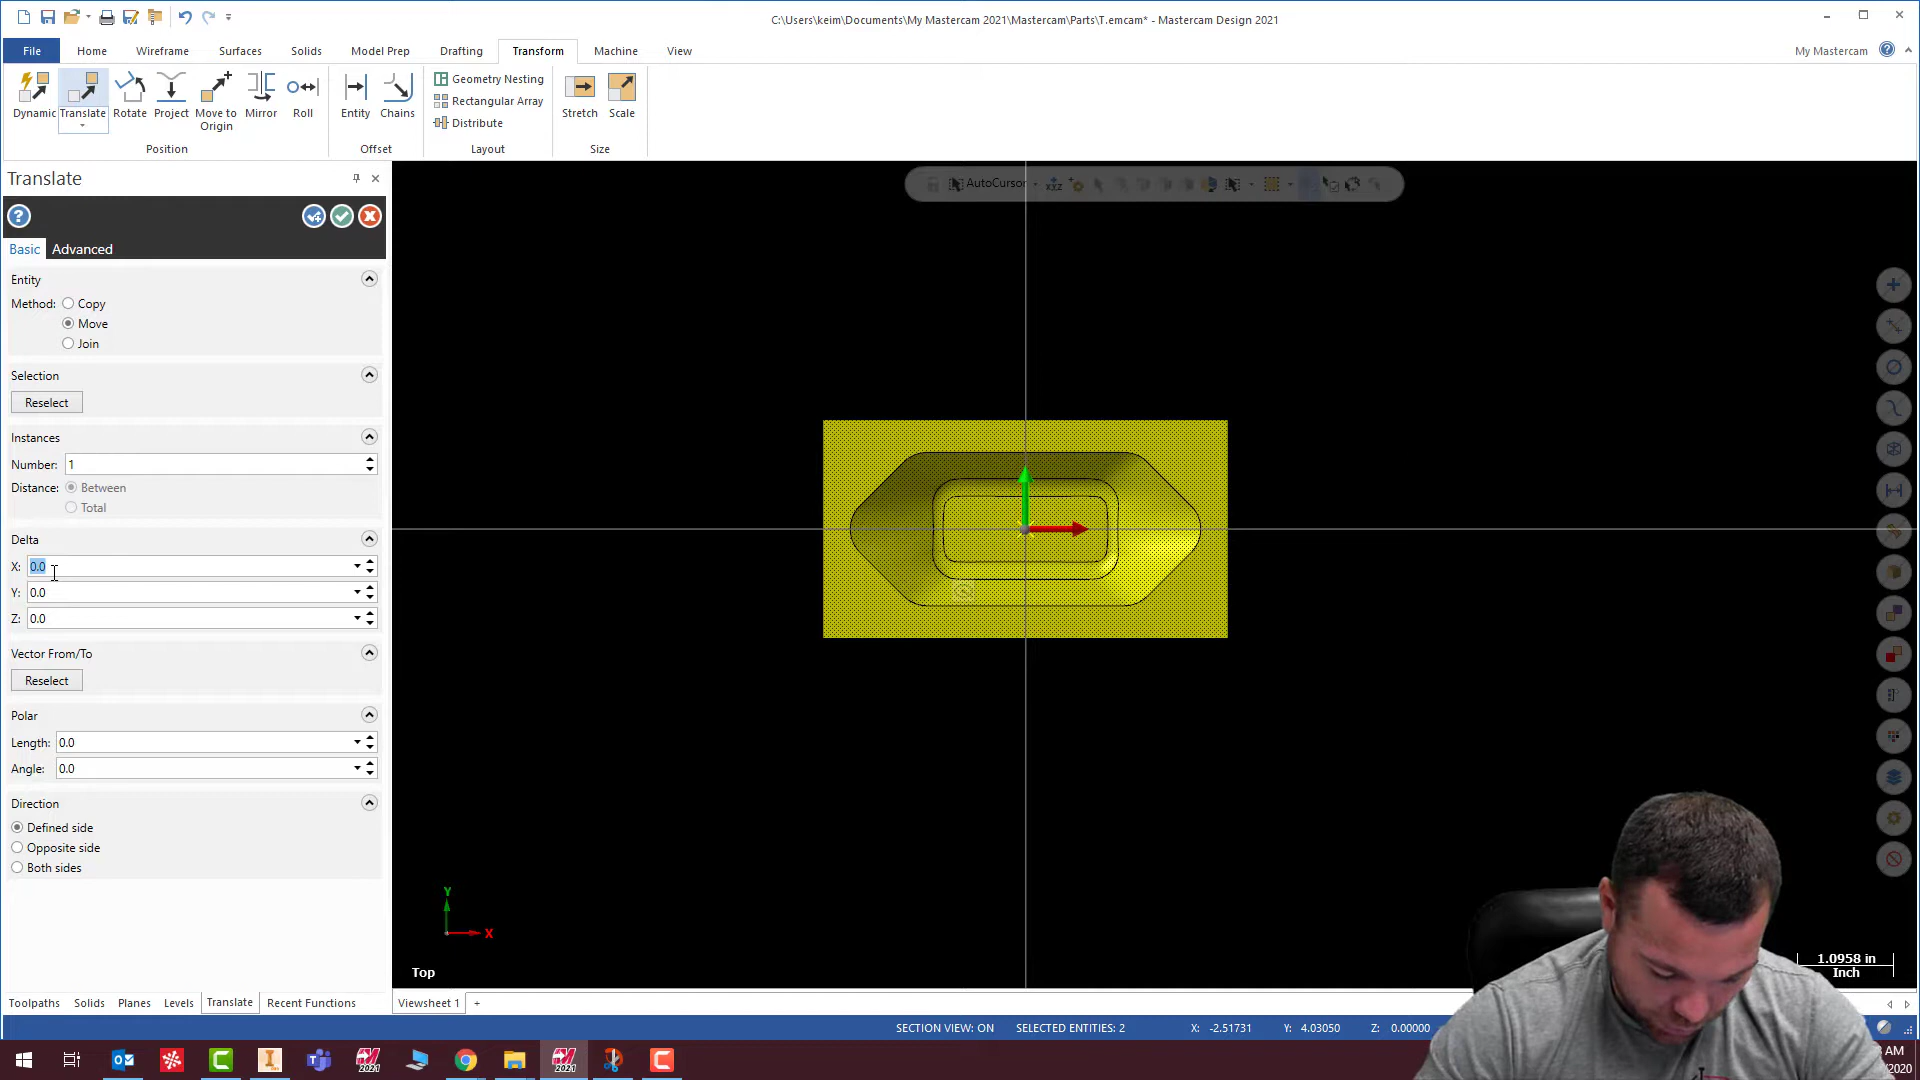 C:\Users\keim\Documents\My Mastercam 2021\Mastercam\Parts\T.emcam* - Mastercam Design 2021
File
Home
Wireframe
Surfaces
Solids
Model Prep
Drafting
Transform
Machine
View
My Mastercam
Dynamic
Translate
Rotate
Project
Move to
Origin
Mirror
Roll
Entity
Chains
Geometry Nesting
Rectangular Array
Distribute
Stretch
Scale
Position
Offset
Layout
Size
Translate
AutoCursor
Basic
Advanced
Entity
Method: Copy
Move
Join
Selection
Reselect
Instances
Number: 1
Distance: Between
Total
Delta
X: 0.0
Y: 0.0
Z: 0.0
Vector From/To
Reselect
Polar
Length: 0.0
Angle: 0.0
Direction
Defined side
Opposite side
Both sides
Y
X
Top
1.0958 in
Inch
Toolpaths
Solids
Planes
Levels
Translate
Recent Functions
Viewsheet 1
+
SECTION VIEW: ON
SELECTED ENTITIES: 2
X: -2.51731
Y: 4.03050
Z: 0.00000
2021
2021